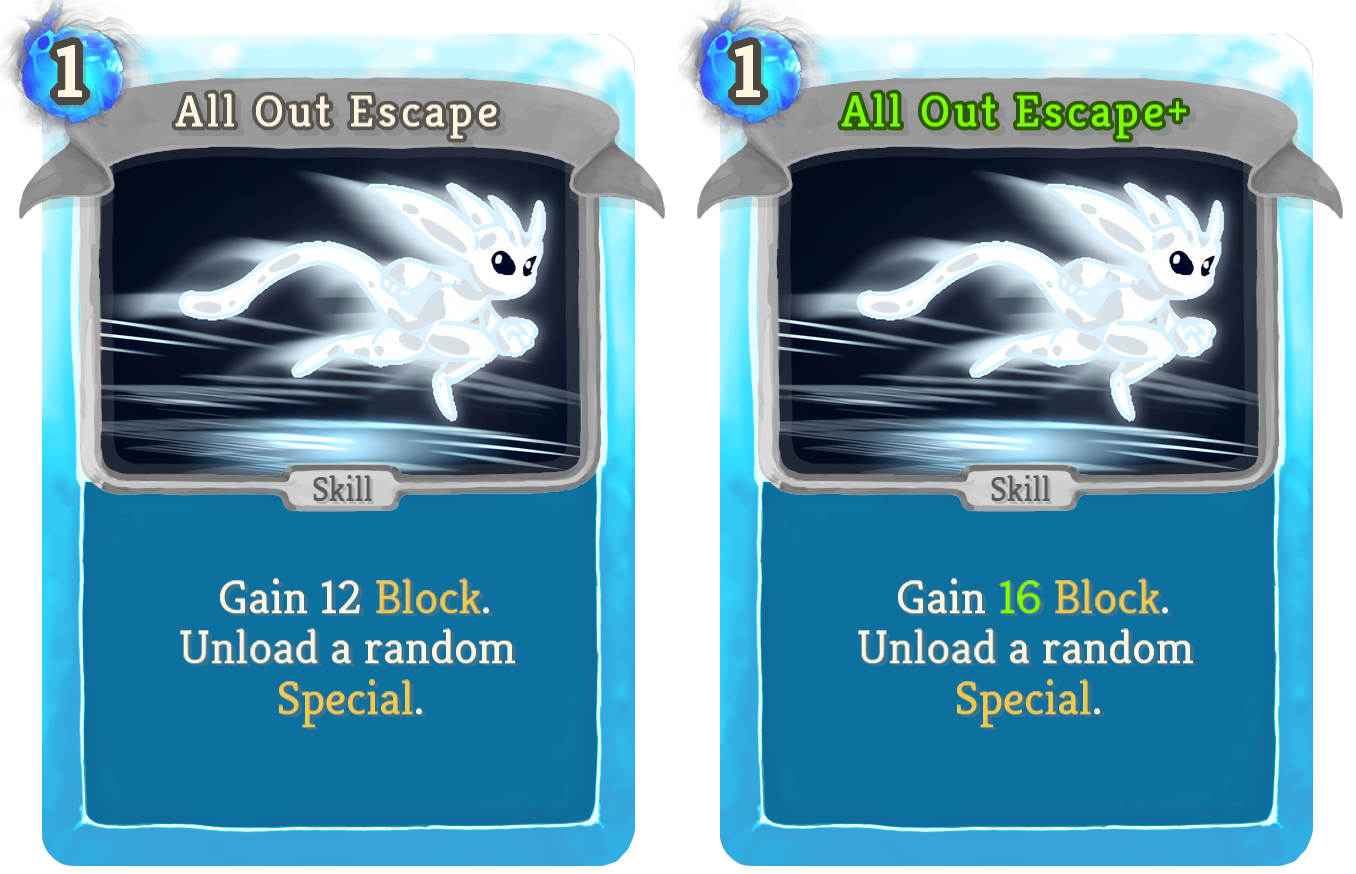 1
All Out Escape
Skill
Gain 12 Block.
Unload a random
Special.
1
All Out Escape+
Skill
Gain 16 Block.
Unload a random
Special.